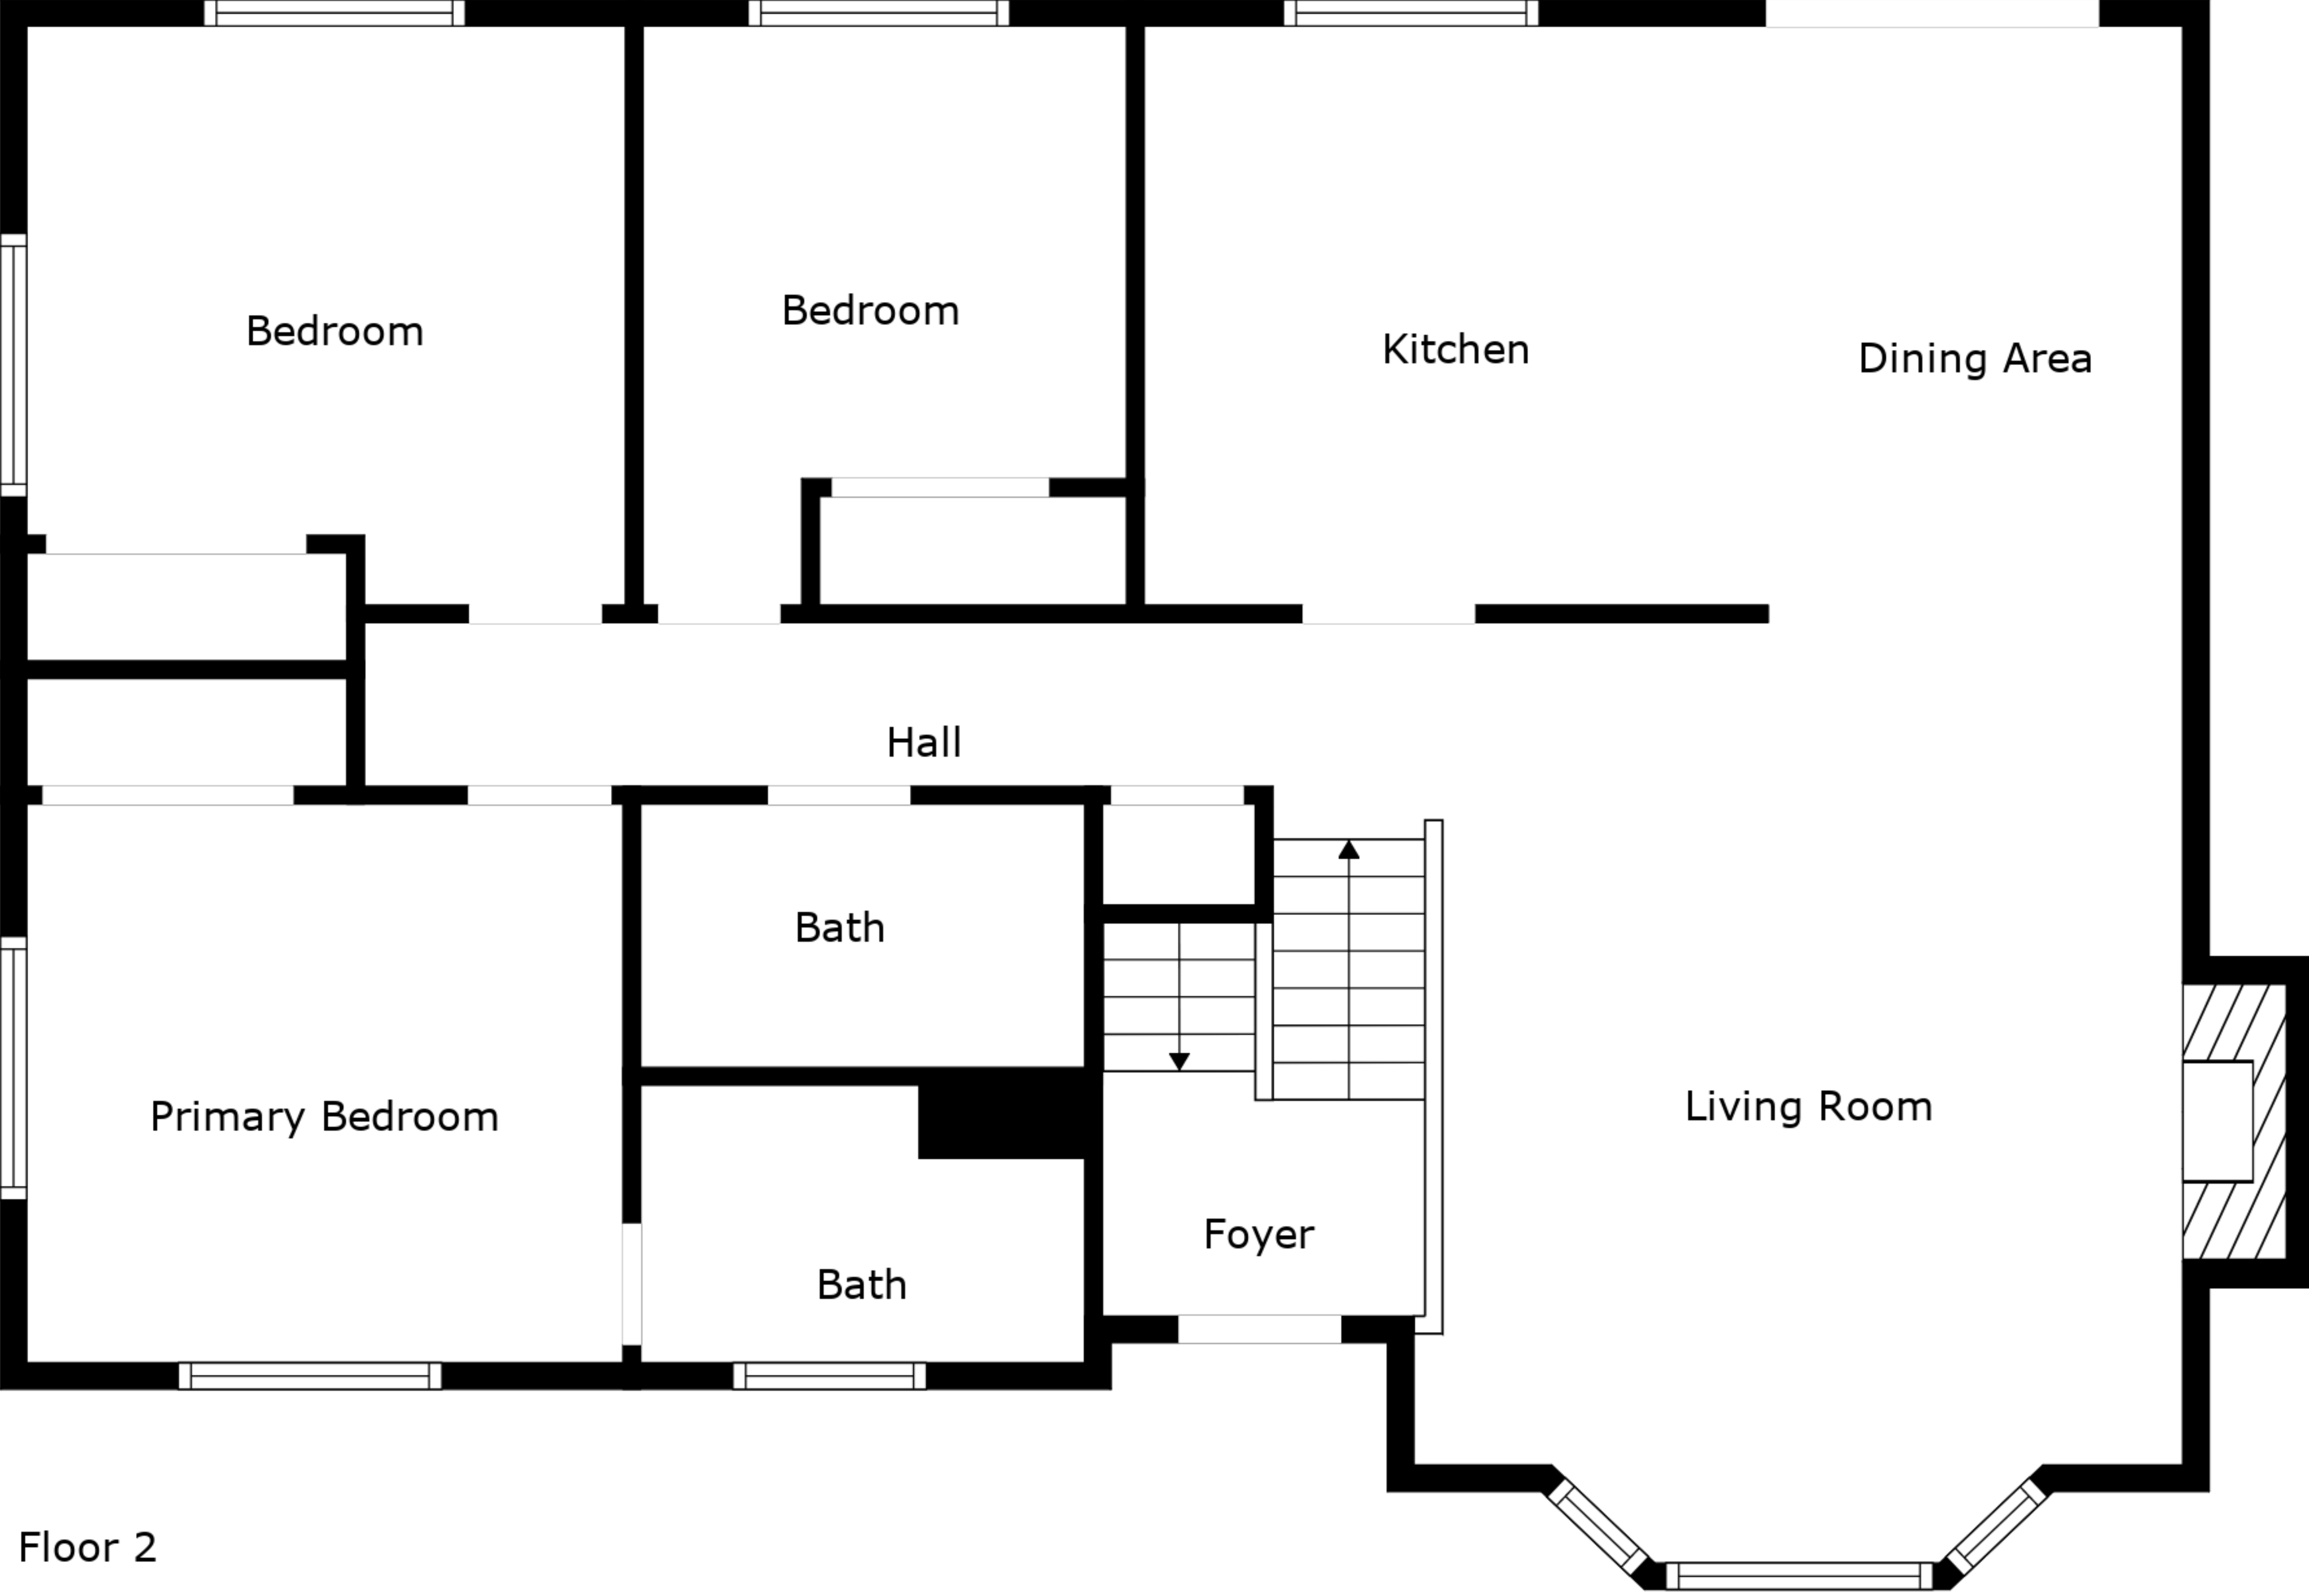 Bedroom
Bedroom
Kitchen
Dining Area
Hall
Bath
Primary Bedroom
Living Room
Foyer
Bath
Floor 2